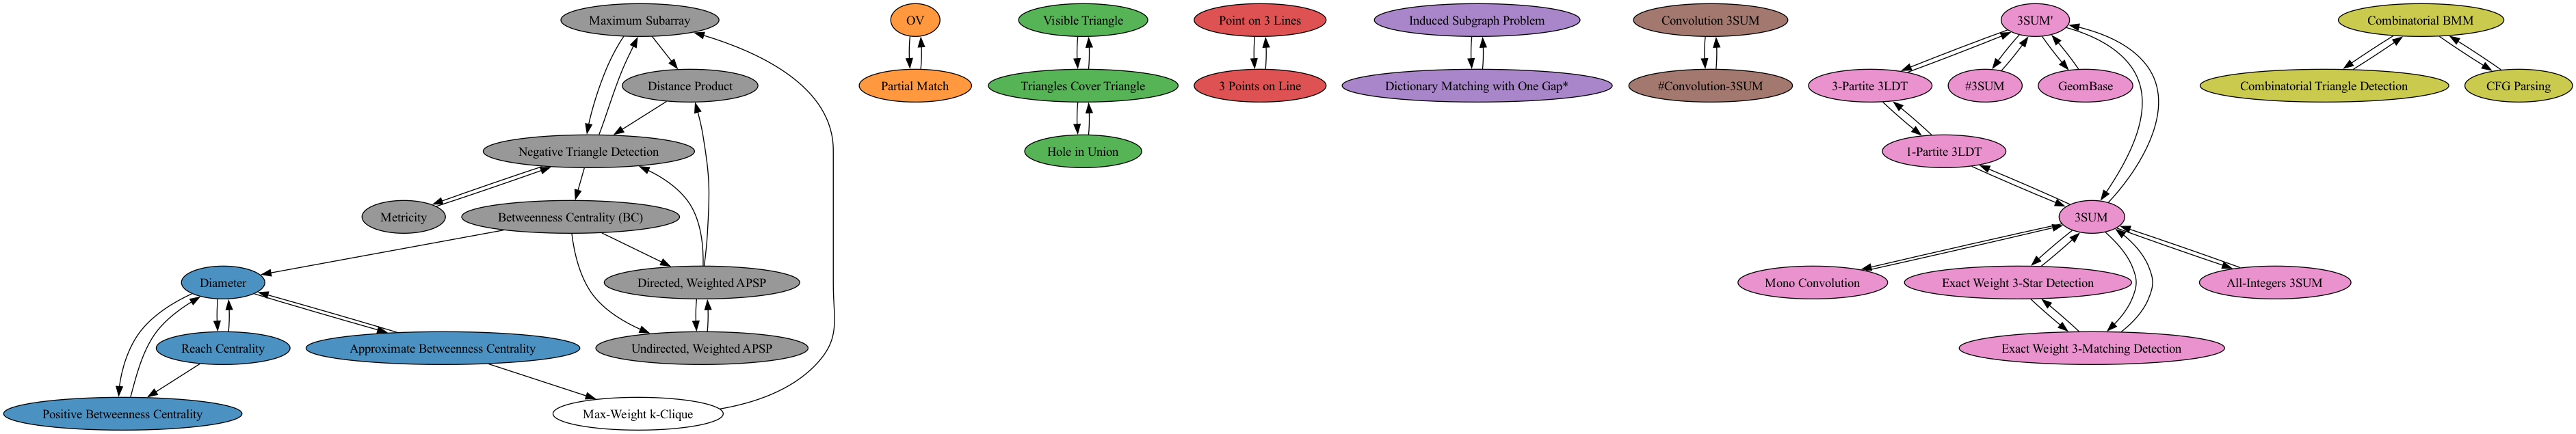 Maximum Subarray
OV
Visible Triangle
Point on 3 Lines
Induced Subgraph Problem
Convolution 3SUM
3SUM'
Combinatorial BMM
Distance Product
Partial Match
Triangles Cover Triangle
3 Points on Line
Dictionary Matching with One Gap*
#Convolution-3SUM
3-Partite 3LDT
#3SUM
GeomBase
Combinatorial Triangle Detection
CFG Parsing
Negative Triangle Detection
Hole in Union
1-Partite 3LDT
Metricity
Betweenness Centrality (BC)
3SUM
Diameter
Directed, Weighted APSP
Mono Convolution
Exact Weight 3-Star Detection
All-Integers 3SUM
Reach Centrality
Approximate Betweenness Centrality
Undirected, Weighted APSP
Exact Weight 3-Matching Detection
Positive Betweenness Centrality
Max-Weight k-Clique